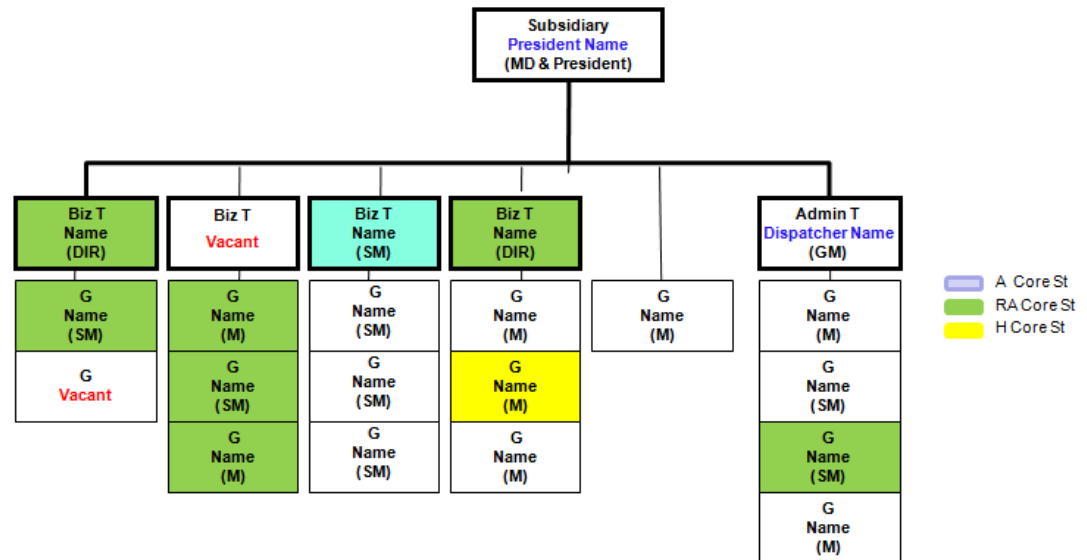 Subsidiary
President Name
(MD & President)
Biz T
Name
(DIR)
Biz T
Vacant
Biz T
Name
(SM)
Biz T
Name
(DIR)
Admin T
Dispatcher Name
(GM)
G
Name
(SM)
G
Vacant
G
Name
(M)
G
Name
(SM)
G
Name
(M)
G
Name
(SM)
G
Name
(SM)
G
Name
(SM)
G
Name
(M)
G
Name
(M)
G
Name
(M)
G
Name
(M)
G
Name
(M)
G
Name
(SM)
G
Name
(SM)
G
Name
(M)
A Core St
RA Core St
H Core St